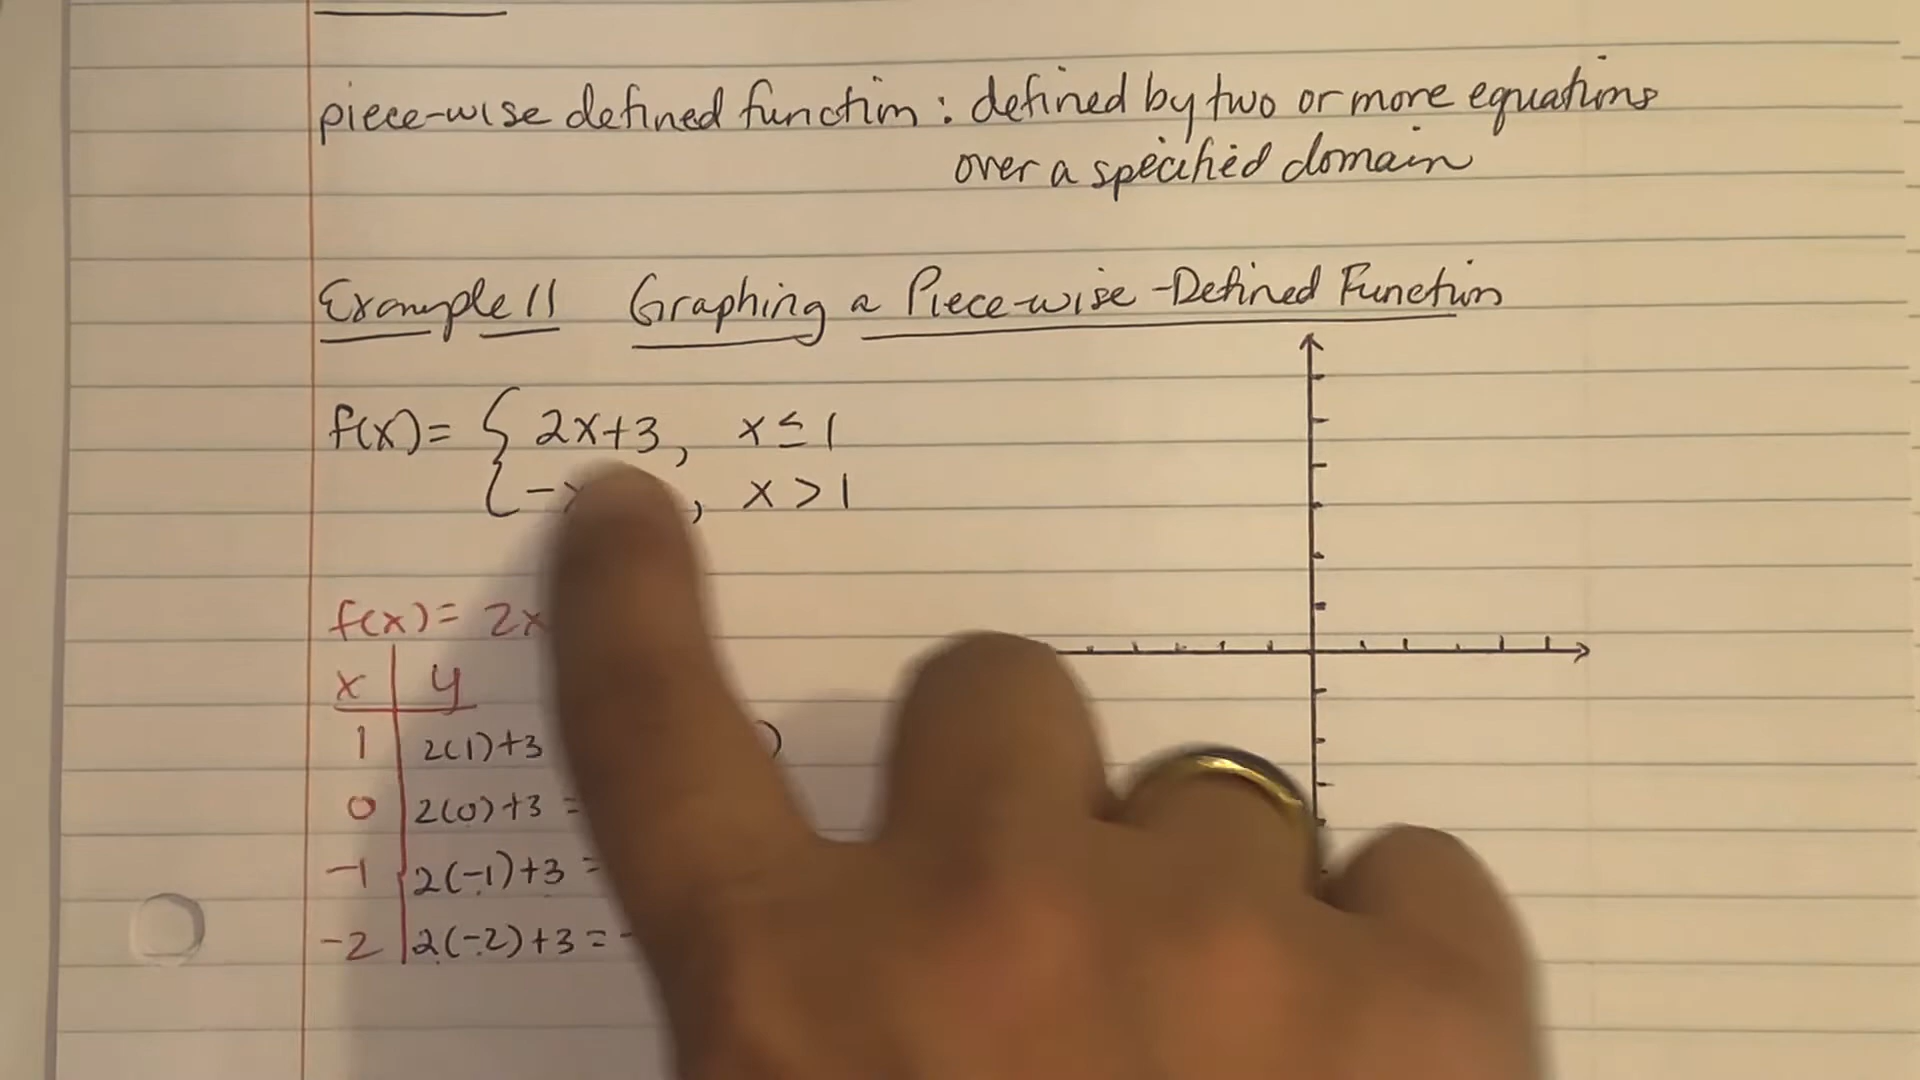 piece-wise defined function : defined by two or more equations
over a specified domain
Example 11 Graphing a Piece-wise-Defined Function
f(x)= { 2x+3, x ≤ 1
-x , x > 1
f(x)= 2x
x | y
1 | 2(1)+3 )
0 | 2(0)+3 =
-1 | 2(-1)+3 =
-2 | 2(-2)+3 = -